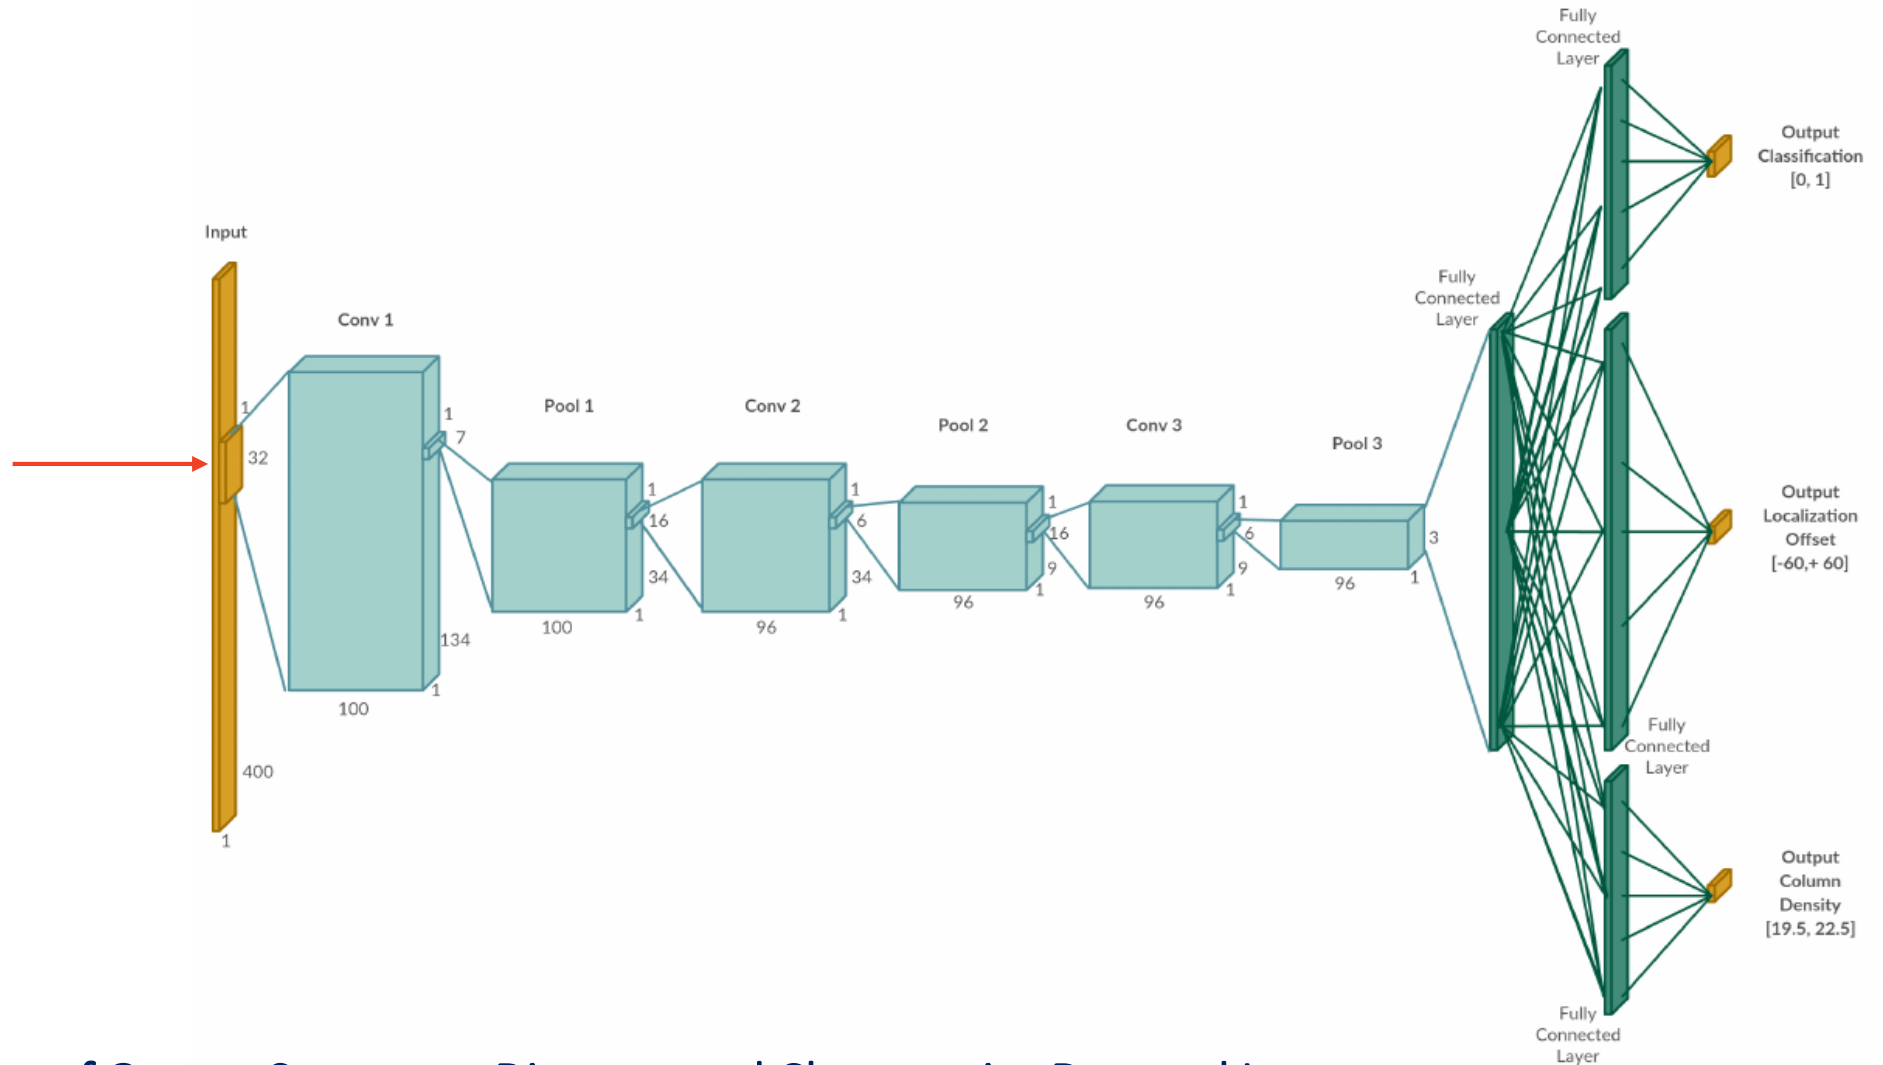 Input
1
32
400
1
Conv 1
1
7
134
1
100
Pool 1
1
16
34
1
100
Conv 2
1
6
34
1
96
Pool 2
1
16
9
1
96
Conv 3
1
6
9
1
96
Pool 3
3
1
96
Fully
Connected
Layer
Fully
Connected
Layer
Output
Classification
[0, 1]
Output
Localization
Offset
[-60,+ 60]
Fully
Connected
Layer
Output
Column
Density
[19.5, 22.5]
Fully
Connected
Layer